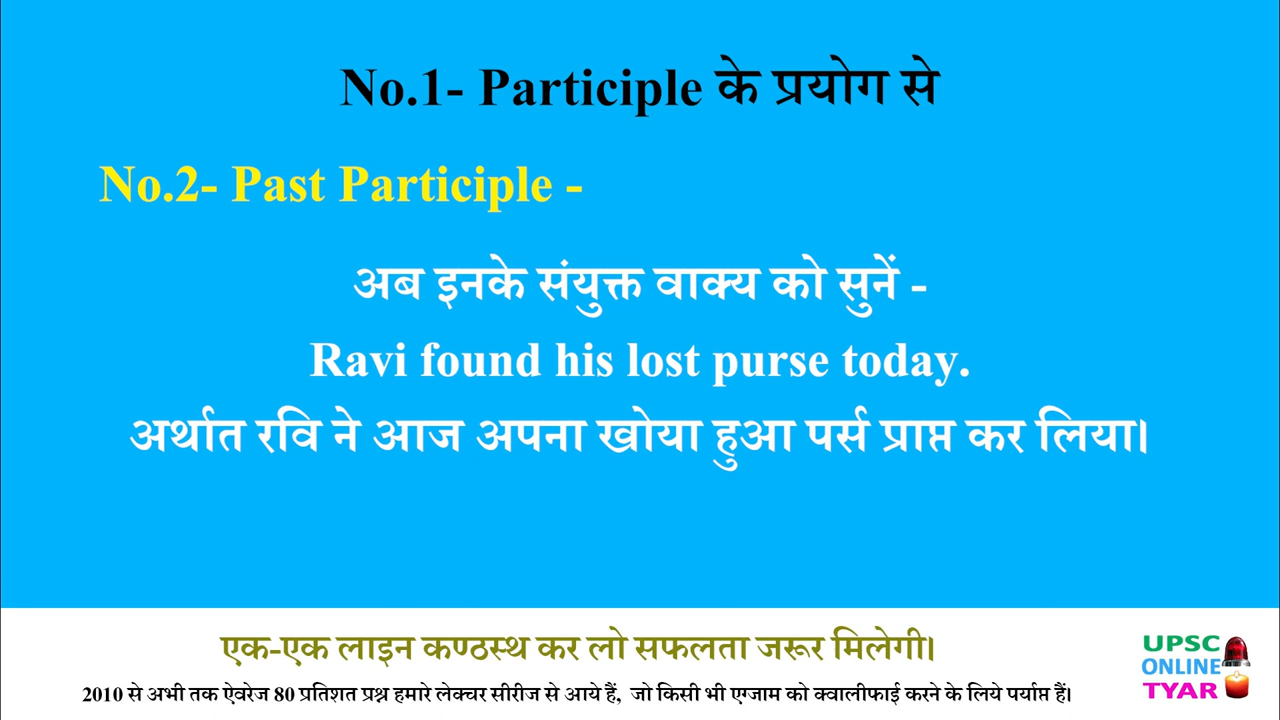 No.1- Participle के प्रयोग से
No.2- Past Participle -
अब इनके संयुक्त वाक्य को सुनें -
Ravi found his lost purse today.
अर्थात रवि ने आज अपना खोया हुआ पर्स प्राप्त कर लिया।
एक-एक लाइन कण्ठस्थ कर लो सफलता जरूर मिलेगी।
2010 से अभी तक ऐवरेज 80 प्रतिशत प्रश्न हमारे लेक्चर सीरीज से आये हैं, जो किसी भी एग्जाम को क्वालीफाई करने के लिये पर्याप्त हैं।
UPSC
ONLINE
TYAR